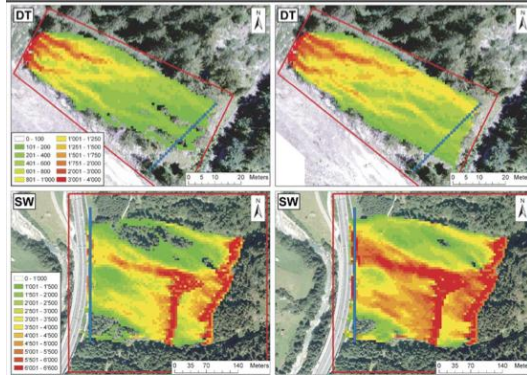 DT
N
0 - 100
101 - 200
201 - 400
401 - 600
601 - 800
801 - 1'000
1'001 - 1'250
1'251 - 1'500
1'501 - 1'750
1'751 - 2'000
2'001 - 3'000
3'001 - 4'000
0 5 10 20
Meters
DT
N
0 5 10 20
Meters
SW
N
0 - 1'000
1'001 - 1'500
1'501 - 2'000
2'001 - 2'500
2'501 - 3'000
3'001 - 3'500
3'501 - 4'000
4'001 - 4'500
4'501 - 5'000
5'001 - 5'500
5'501 - 6'000
6'001 - 6'600
0 35 70 140
Meters
SW
N
0 35 70 140
Meters